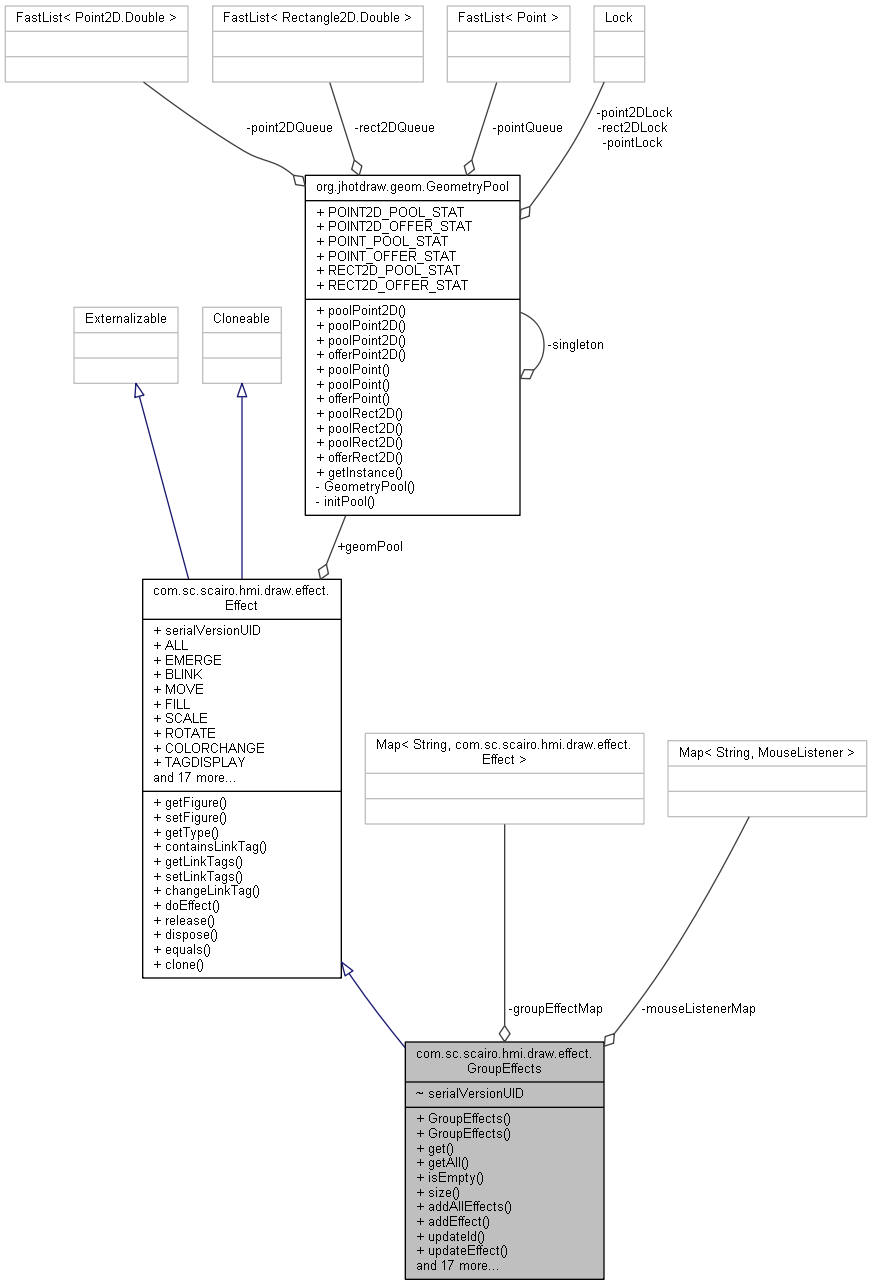 FastList< Point2D.Double >
FastList< Rectangle2D.Double >
FastList< Point >
Lock
-point2DQueue
-rect2DQueue
-pointQueue
-point2DLock
-rect2DLock
-pointLock
org.jhotdraw.geom.GeometryPool
+ POINT2D_POOL_STAT
+ POINT2D_OFFER_STAT
+ POINT_POOL_STAT
+ POINT_OFFER_STAT
+ RECT2D_POOL_STAT
+ RECT2D_OFFER_STAT
+ poolPoint2D()
+ poolPoint2D()
+ poolPoint2D()
+ offerPoint2D()
+ poolPoint()
+ poolPoint()
+ offerPoint()
+ poolRect2D()
+ poolRect2D()
+ poolRect2D()
+ offerRect2D()
+ getInstance()
- GeometryPool()
- initPool()
-singleton
Externalizable
Cloneable
+geomPool
com.sc.scairo.hmi.draw.effect.
Effect
+ serialVersionUID
+ ALL
+ EMERGE
+ BLINK
+ MOVE
+ FILL
+ SCALE
+ ROTATE
+ COLORCHANGE
+ TAGDISPLAY
and 17 more...
+ getFigure()
+ setFigure()
+ getType()
+ containsLinkTag()
+ getLinkTags()
+ setLinkTags()
+ changeLinkTag()
+ doEffect()
+ release()
+ dispose()
+ equals()
+ clone()
Map< String, com.sc.scairo.hmi.draw.effect.
Effect >
Map< String, MouseListener >
-groupEffectMap
-mouseListenerMap
com.sc.scairo.hmi.draw.effect.
GroupEffects
~ serialVersionUID
+ GroupEffects()
+ GroupEffects()
+ get()
+ getAll()
+ isEmpty()
+ size()
+ addAllEffects()
+ addEffect()
+ updateId()
+ updateEffect()
and 17 more...